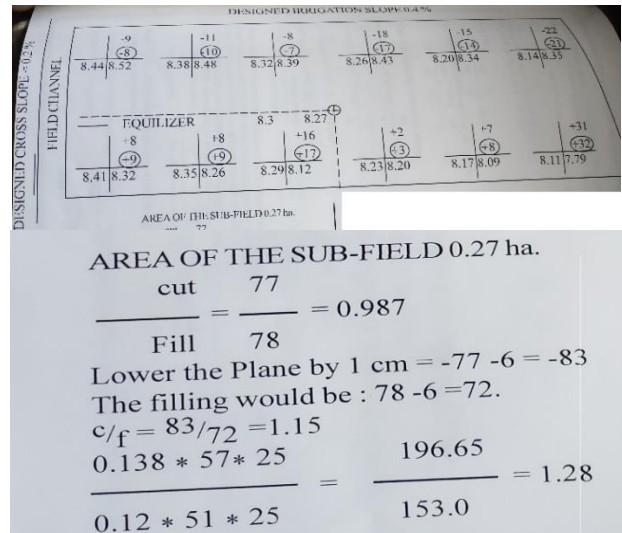 DESIGNED IRRIGATION SLOPE 0.4%
DESIGNED CROSS SLOPE =0.2%
FIELD CHANNEL
-9 -11 -8 -18 -15 -22
-8 -10 -7 -17 -14 -21
8.44 8.52 8.38 8.48 8.32 8.39 8.26 8.43 8.20 8.34 8.14 8.35
EQUILIZER 8.3 8.27
+8 +8 +16 +2 +7 +31
+9 +9 +17 +3 +8 +32
8.41 8.32 8.35 8.26 8.29 8.12 8.23 8.20 8.17 8.09 8.11 7.79
AREA OF THE SUB-FIELD 0.27 ha.
77
AREA OF THE SUB-FIELD 0.27 ha.
cut 77
= = 0.987
Fill 78
Lower the Plane by 1 cm = -77 -6 = -83
The filling would be : 78 -6 =72.
c/f = 83/72 =1.15
0.138 * 57* 25 196.65
= = 1.28
0.12 * 51 * 25 153.0